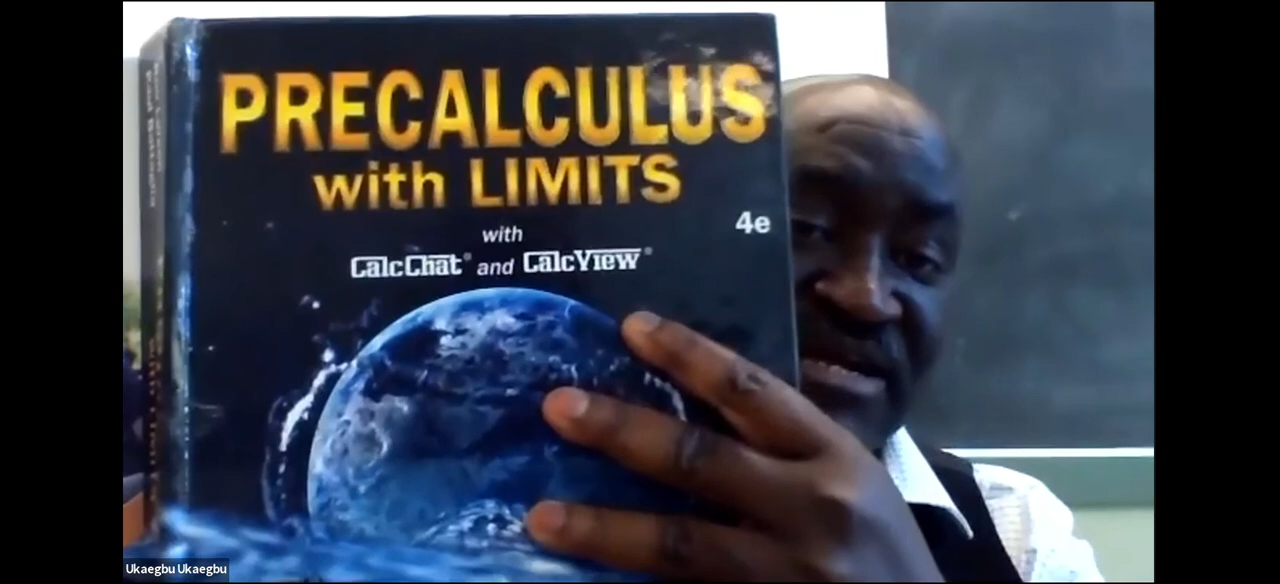 PRECALCULUS
with LIMITS
4e
with
CalcChat® and CalcView®
Ukaegbu Ukaegbu